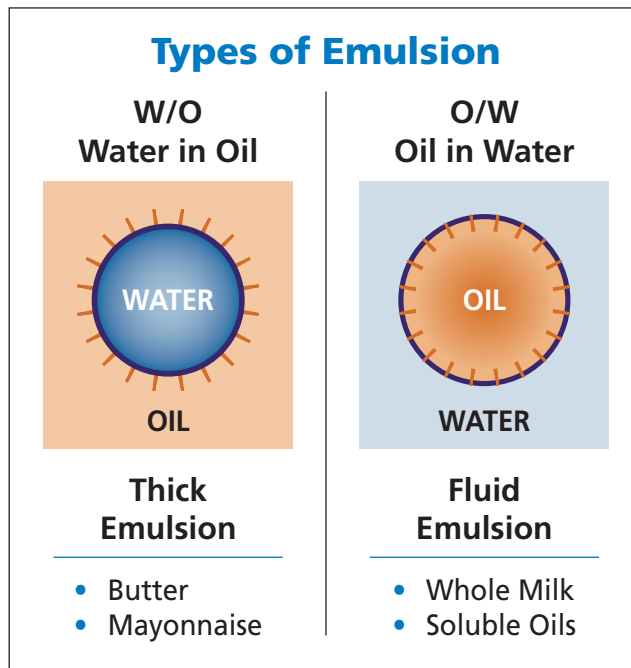 Types of Emulsion
W/O
Water in Oil
WATER
OIL
Thick
Emulsion
• Butter
• Mayonnaise
O/W
Oil in Water
OIL
WATER
Fluid
Emulsion
• Whole Milk
• Soluble Oils